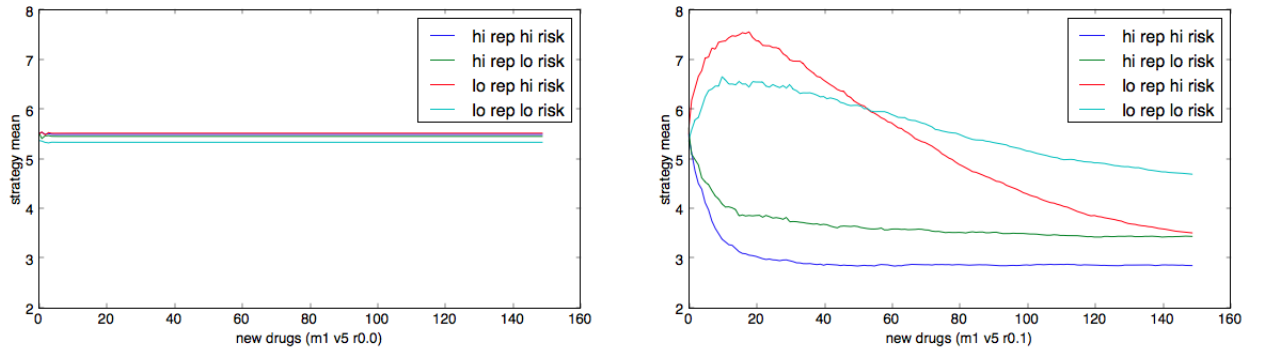 8
7
6
5
4
3
2
strategy mean
hi rep hi risk
hi rep lo risk
lo rep hi risk
lo rep lo risk
0 20 40 60 80 100 120 140 160
new drugs (m1 v5 r0.0)
8
7
6
5
4
3
2
strategy mean
hi rep hi risk
hi rep lo risk
lo rep hi risk
lo rep lo risk
0 20 40 60 80 100 120 140 160
new drugs (m1 v5 r0.1)